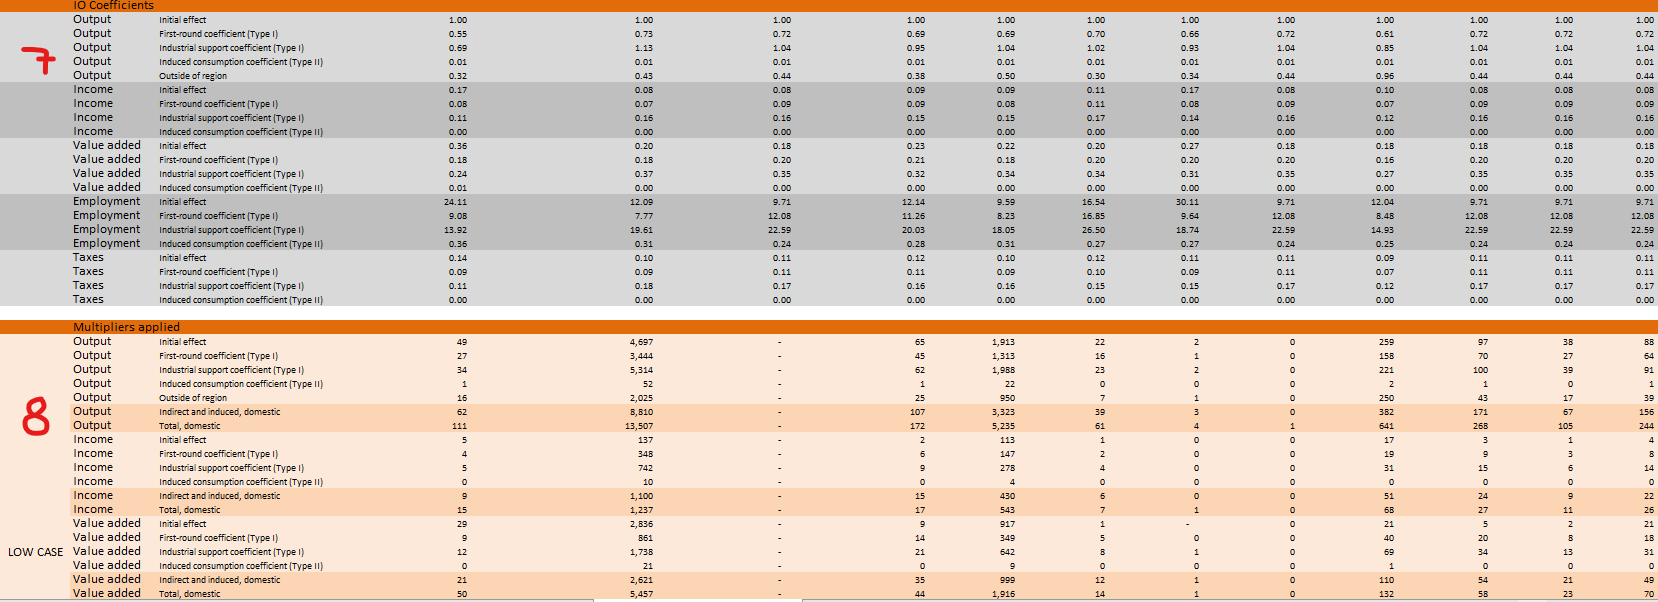 IO Coefficients
Output Initial effect 1.00 1.00 1.00 1.00 1.00 1.00 1.00 1.00 1.00 1.00 1.00 1.00
Output First-round coefficient (Type I) 0.55 0.73 0.72 0.69 0.69 0.70 0.66 0.72 0.61 0.72 0.72 0.72
7 Output Industrial support coefficient (Type I) 0.69 1.13 1.04 0.95 1.04 1.02 0.93 1.04 0.85 1.04 1.04 1.04
Output Induced consumption coefficient (Type II) 0.01 0.01 0.01 0.01 0.01 0.01 0.01 0.01 0.01 0.01 0.01 0.01
Output Outside of region 0.32 0.43 0.44 0.38 0.50 0.30 0.34 0.44 0.96 0.44 0.44 0.44
Income Initial effect 0.17 0.08 0.08 0.09 0.09 0.11 0.17 0.08 0.10 0.08 0.08 0.08
Income First-round coefficient (Type I) 0.08 0.07 0.09 0.09 0.08 0.11 0.08 0.09 0.07 0.09 0.09 0.09
Income Industrial support coefficient (Type I) 0.11 0.16 0.16 0.15 0.15 0.17 0.14 0.16 0.12 0.16 0.16 0.16
Income Induced consumption coefficient (Type II) 0.00 0.00 0.00 0.00 0.00 0.00 0.00 0.00 0.00 0.00 0.00 0.00
Value added Initial effect 0.36 0.20 0.18 0.23 0.22 0.20 0.27 0.18 0.18 0.18 0.18 0.18
Value added First-round coefficient (Type I) 0.18 0.18 0.20 0.21 0.18 0.20 0.20 0.20 0.16 0.20 0.20 0.20
Value added Industrial support coefficient (Type I) 0.24 0.37 0.35 0.32 0.34 0.34 0.31 0.35 0.27 0.35 0.35 0.35
Value added Induced consumption coefficient (Type II) 0.01 0.00 0.00 0.00 0.00 0.00 0.00 0.00 0.00 0.00 0.00 0.00
Employment Initial effect 24.11 12.09 9.71 12.14 9.59 16.54 30.11 9.71 12.04 9.71 9.71 9.71
Employment First-round coefficient (Type I) 9.08 7.77 12.08 11.26 8.23 16.85 9.64 12.08 8.48 12.08 12.08 12.08
Employment Industrial support coefficient (Type I) 13.92 19.61 22.59 20.03 18.05 26.50 18.74 22.59 14.93 22.59 22.59 22.59
Employment Induced consumption coefficient (Type II) 0.36 0.31 0.24 0.28 0.31 0.27 0.27 0.24 0.25 0.24 0.24 0.24
Taxes Initial effect 0.14 0.10 0.11 0.12 0.10 0.12 0.11 0.11 0.09 0.11 0.11 0.11
Taxes First-round coefficient (Type I) 0.09 0.09 0.11 0.11 0.09 0.10 0.09 0.11 0.07 0.11 0.11 0.11
Taxes Industrial support coefficient (Type I) 0.11 0.18 0.17 0.16 0.16 0.15 0.15 0.17 0.12 0.17 0.17 0.17
Taxes Induced consumption coefficient (Type II) 0.00 0.00 0.00 0.00 0.00 0.00 0.00 0.00 0.00 0.00 0.00 0.00
Multipliers applied
Output Initial effect 49 4,697 - 65 1,913 22 2 0 259 97 38 88
Output First-round coefficient (Type I) 27 3,444 - 45 1,313 16 1 0 158 70 27 64
Output Industrial support coefficient (Type I) 34 5,314 - 62 1,988 23 2 0 221 100 39 91
Output Induced consumption coefficient (Type II) 1 52 - 1 22 0 0 0 2 1 0 1
Output Outside of region 16 2,025 - 25 950 7 1 0 250 43 17 39
8 Output Indirect and induced, domestic 62 8,810 - 107 3,323 39 3 0 382 171 67 156
Output Total, domestic 111 13,507 - 172 5,235 61 4 1 641 268 105 244
Income Initial effect 5 137 - 2 113 1 0 0 17 3 1 4
Income First-round coefficient (Type I) 4 348 - 6 147 2 0 0 19 9 3 8
Income Industrial support coefficient (Type I) 5 742 - 9 278 4 0 0 31 15 6 14
Income Induced consumption coefficient (Type II) 0 10 - 0 4 0 0 0 0 0 0 0
Income Indirect and induced, domestic 9 1,100 - 15 430 6 0 0 51 24 9 22
Income Total, domestic 15 1,237 - 17 543 7 1 0 68 27 11 26
Value added Initial effect 29 2,836 - 9 917 1 - 0 21 5 2 21
Value added First-round coefficient (Type I) 9 861 - 14 349 5 0 0 40 20 8 18
LOW CASE Value added Industrial support coefficient (Type I) 12 1,738 - 21 642 8 1 0 69 34 13 31
Value added Induced consumption coefficient (Type II) 0 21 - 0 9 0 0 0 1 0 0 0
Value added Indirect and induced, domestic 21 2,621 - 35 999 12 1 0 110 54 21 49
Value added Total, domestic 50 5,457 - 44 1,916 14 1 0 132 58 23 70